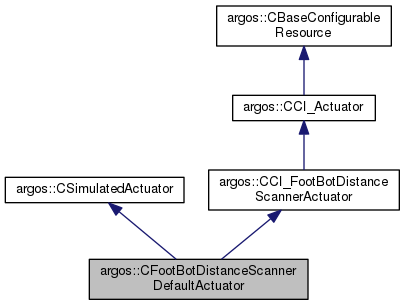 argos::CBaseConfigurable
Resource
argos::CCI_Actuator
argos::CSimulatedActuator
argos::CCI_FootBotDistance
ScannerActuator
argos::CFootBotDistanceScanner
DefaultActuator